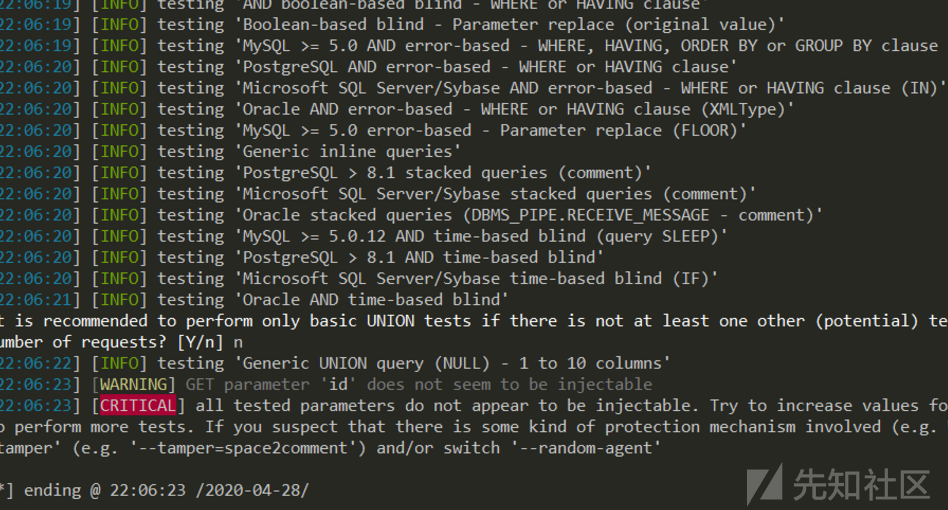 22:06:19] [INFO] testing 'AND boolean-based blind - WHERE or HAVING clause'
22:06:19] [INFO] testing 'Boolean-based blind - Parameter replace (original value)'
22:06:19] [INFO] testing 'MySQL >= 5.0 AND error-based - WHERE, HAVING, ORDER BY or GROUP BY clause
22:06:20] [INFO] testing 'PostgreSQL AND error-based - WHERE or HAVING clause'
22:06:20] [INFO] testing 'Microsoft SQL Server/Sybase AND error-based - WHERE or HAVING clause (IN)'
22:06:20] [INFO] testing 'Oracle AND error-based - WHERE or HAVING clause (XMLType)'
22:06:20] [INFO] testing 'MySQL >= 5.0 error-based - Parameter replace (FLOOR)'
22:06:20] [INFO] testing 'Generic inline queries'
22:06:20] [INFO] testing 'PostgreSQL > 8.1 stacked queries (comment)'
22:06:20] [INFO] testing 'Microsoft SQL Server/Sybase stacked queries (comment)'
22:06:20] [INFO] testing 'Oracle stacked queries (DBMS_PIPE.RECEIVE_MESSAGE - comment)'
22:06:20] [INFO] testing 'MySQL >= 5.0.12 AND time-based blind (query SLEEP)'
22:06:20] [INFO] testing 'PostgreSQL > 8.1 AND time-based blind'
22:06:20] [INFO] testing 'Microsoft SQL Server/Sybase time-based blind (IF)'
22:06:21] [INFO] testing 'Oracle AND time-based blind'
t is recommended to perform only basic UNION tests if there is not at least one other (potential) te
umber of requests? [Y/n] n
22:06:22] [INFO] testing 'Generic UNION query (NULL) - 1 to 10 columns'
22:06:23] [WARNING] GET parameter 'id' does not seem to be injectable
22:06:23] [CRITICAL] all tested parameters do not appear to be injectable. Try to increase values fo
o perform more tests. If you suspect that there is some kind of protection mechanism involved (e.g.
tamper' (e.g. '--tamper=space2comment') and/or switch '--random-agent'
*] ending @ 22:06:23 /2020-04-28/
先知社区